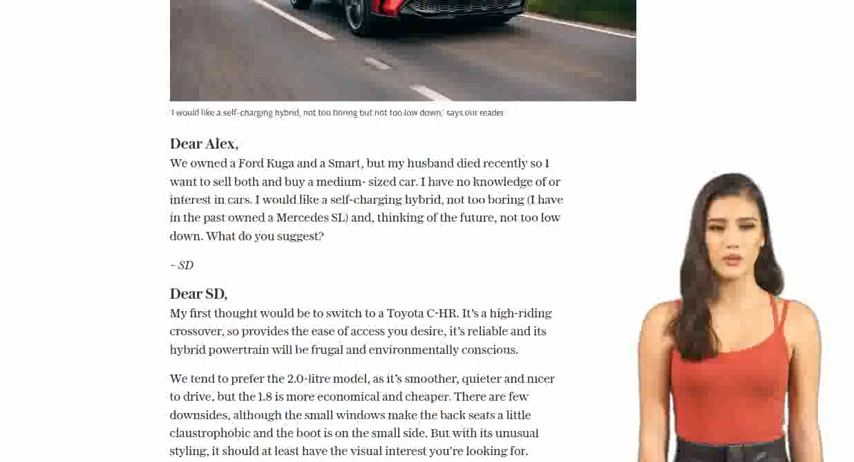 'I would like a self-charging hybrid, not too boring but not too low down,' says our reader
Dear Alex,
We owned a Ford Kuga and a Smart, but my husband died recently so I
want to sell both and buy a medium- sized car. I have no knowledge of or
interest in cars. I would like a self-charging hybrid, not too boring (I have
in the past owned a Mercedes SL) and, thinking of the future, not too low
down. What do you suggest?
– SD
Dear SD,
My first thought would be to switch to a Toyota C-HR. It's a high-riding
crossover, so provides the ease of access you desire, it's reliable and its
hybrid powertrain will be frugal and environmentally conscious.
We tend to prefer the 2.0-litre model, as it's smoother, quieter and nicer
to drive, but the 1.8 is more economical and cheaper. There are few
downsides, although the small windows make the back seats a little
claustrophobic and the boot is on the small side. But with its unusual
styling, it should at least have the visual interest you're looking for.